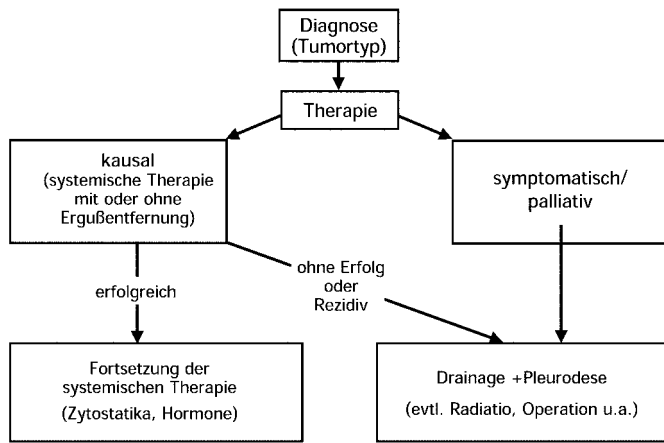 Diagnose
(Tumortyp)
Therapie
kausal
(systemische Therapie
mit oder ohne
Ergußentfernung)
symptomatisch/
palliativ
erfolgreich
ohne Erfolg
oder
Rezidiv
Fortsetzung der
systemischen Therapie
(Zytostatika, Hormone)
Drainage +Pleurodese
(evtl. Radiatio, Operation u.a.)